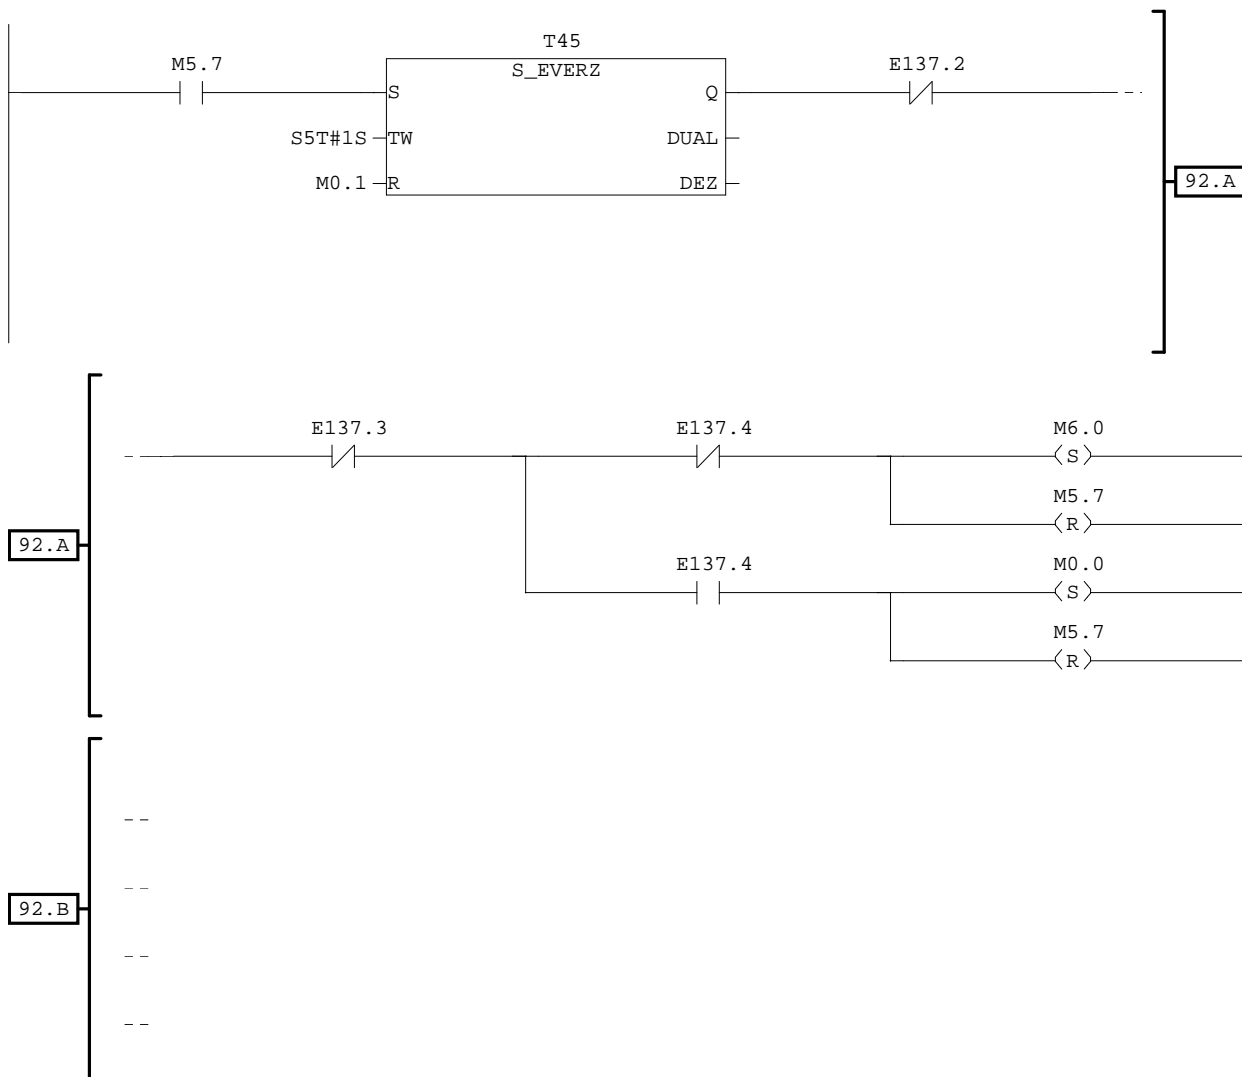 T45
M5.7
S_EVERZ
E137.2
S
Q
S5T#1S
TW
DUAL
M0.1
R
DEZ
92.A
E137.3
E137.4
M6.0
S
M5.7
R
92.A
E137.4
M0.0
S
M5.7
R
92.B